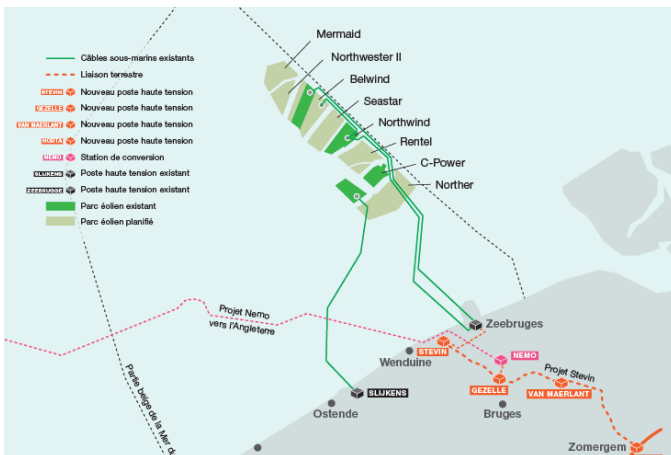 Câbles sous-marins existants
Liaison terrestre
STEVIN Nouveau poste haute tension
GEZELLE Nouveau poste haute tension
VAN MAERLANT Nouveau poste haute tension
HORTA Nouveau poste haute tension
NEMO Station de conversion
SLIJKENS Poste haute tension existant
ZEEBRUGGE Poste haute tension existant
Parc éolien existant
Parc éolien planifié
Mermaid
Northwester II
Belwind
Seastar
Northwind
Rentel
C-Power
Norther
Projet Nemo
vers l'Angleterre
Partie belge de la Mer
Zeebruges
STEVIN
Wenduine
NEMO
GEZELLE
Projet Stevin
VAN MAERLANT
SLIJKENS
Ostende
Bruges
Zomergem